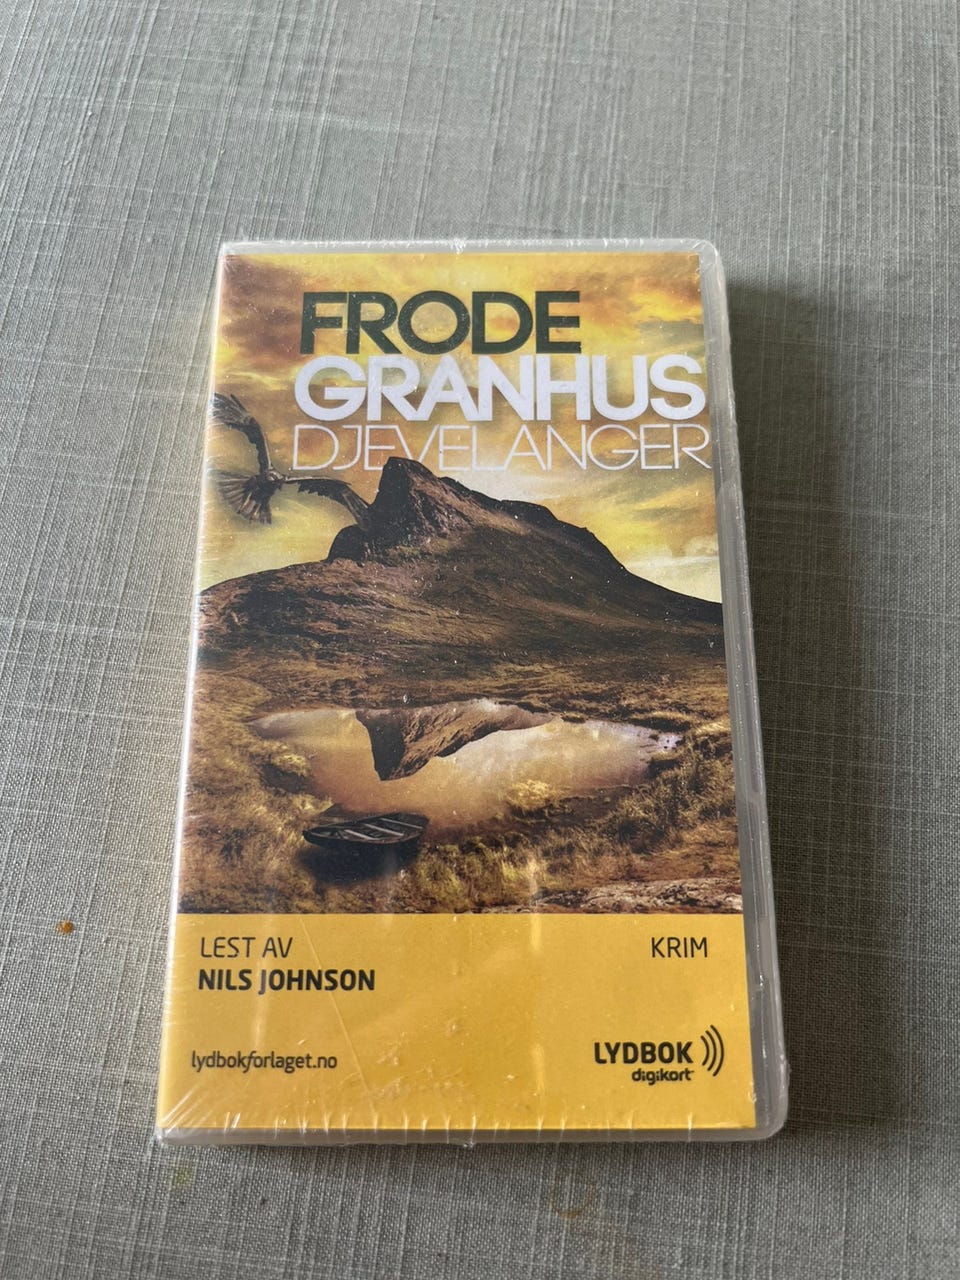 FRODE
GRANHUS
DJEVELANGER
LEST AV
NILS JOHNSON
KRIM
lydbokforlaget.no
LYDBOK
digikort